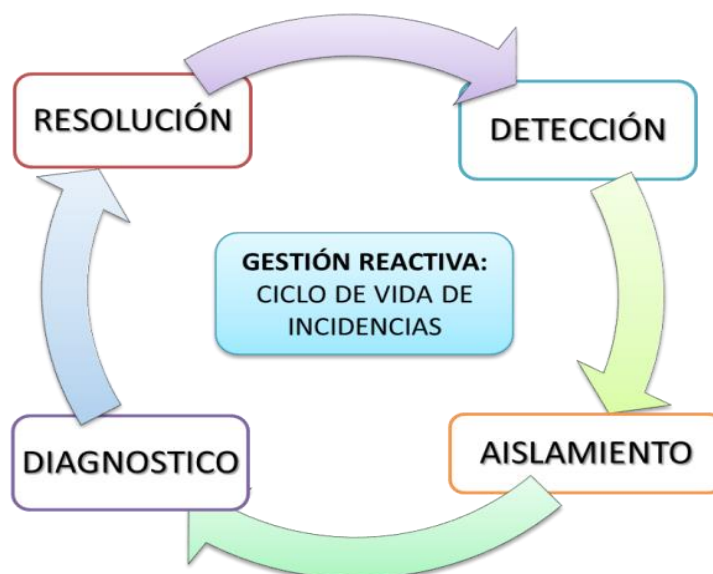 RESOLUCIÓN
DETECCIÓN
GESTIÓN REACTIVA:
CICLO DE VIDA DE
INCIDENCIAS
DIAGNOSTICO
AISLAMIENTO